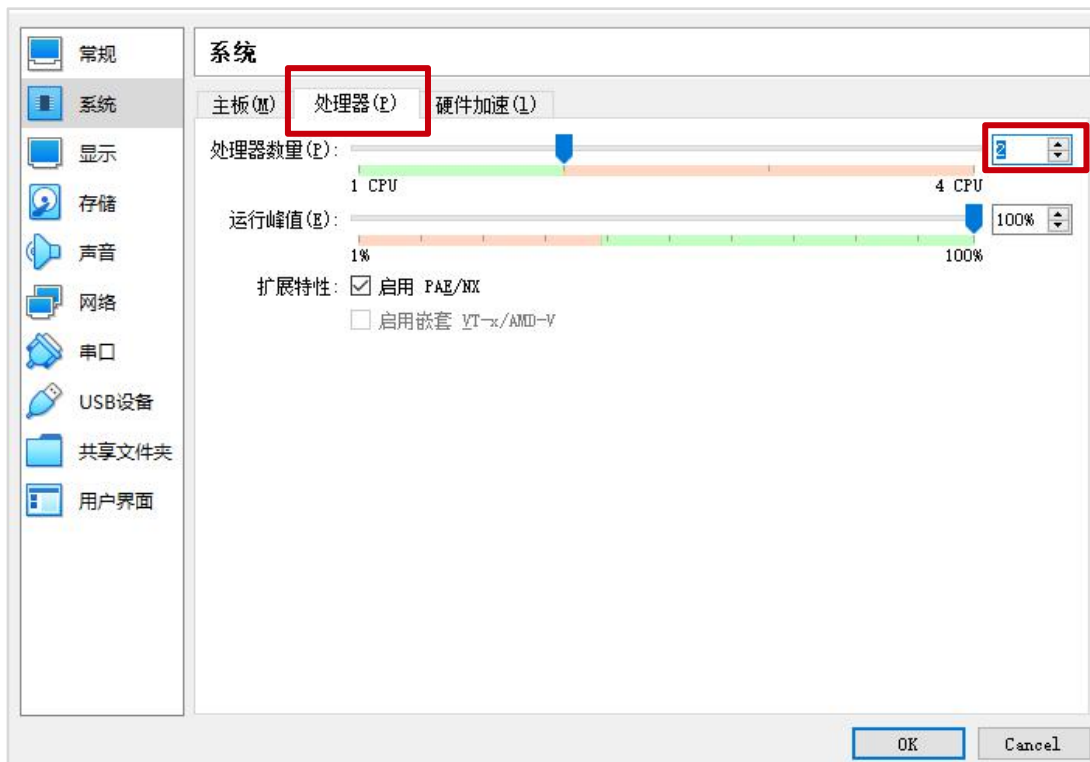 常规
系统
显示
存储
声音
网络
串口
USB设备
共享文件夹
用户界面
系统
主板(M) 处理器(P) 硬件加速(l)
处理器数量(P): 2
1 CPU 4 CPU
运行峰值(E): 100%
1% 100%
扩展特性: 启用 PAE/NX
启用嵌套 VT-x/AMD-V
OK Cancel